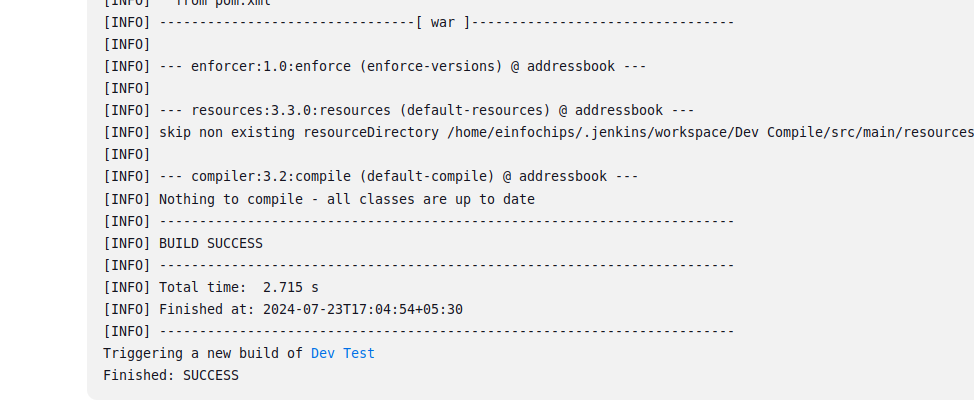 [INFO]   from pom.xml
[INFO] --------------------------------[ war ]---------------------------------
[INFO]
[INFO] --- enforcer:1.0:enforce (enforce-versions) @ addressbook ---
[INFO]
[INFO] --- resources:3.3.0:resources (default-resources) @ addressbook ---
[INFO] skip non existing resourceDirectory /home/einfochips/.jenkins/workspace/Dev Compile/src/main/resources
[INFO]
[INFO] --- compiler:3.2:compile (default-compile) @ addressbook ---
[INFO] Nothing to compile - all classes are up to date
[INFO] ------------------------------------------------------------------------
[INFO] BUILD SUCCESS
[INFO] ------------------------------------------------------------------------
[INFO] Total time:  2.715 s
[INFO] Finished at: 2024-07-23T17:04:54+05:30
[INFO] ------------------------------------------------------------------------
Triggering a new build of Dev Test
Finished: SUCCESS